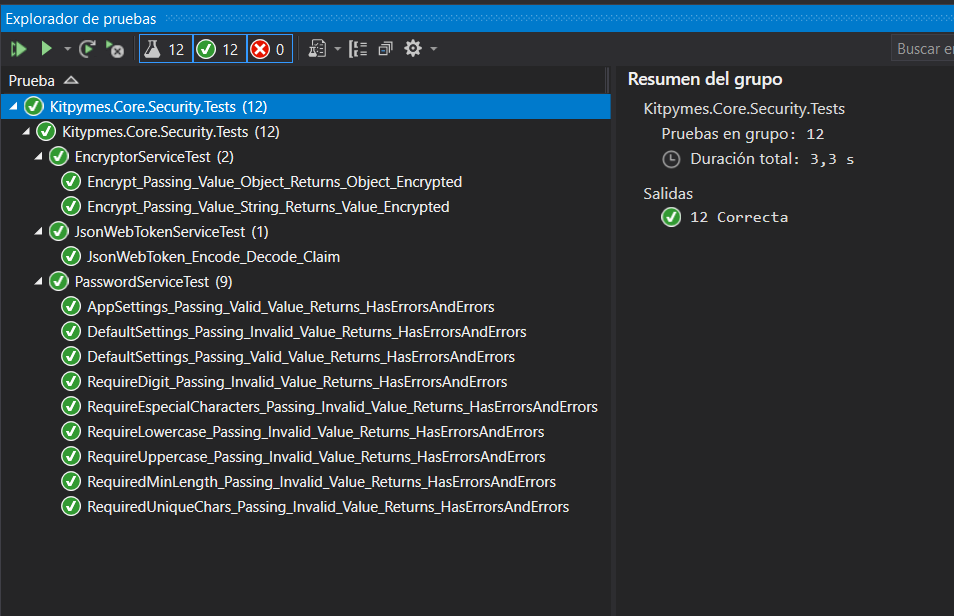 Explorador de pruebas
12 12 0
Buscar e
Prueba
Kitpymes.Core.Security.Tests (12)
Kitypmes.Core.Security.Tests (12)
EncryptorServiceTest (2)
Encrypt_Passing_Value_Object_Returns_Object_Encrypted
Encrypt_Passing_Value_String_Returns_Value_Encrypted
JsonWebTokenServiceTest (1)
JsonWebToken_Encode_Decode_Claim
PasswordServiceTest (9)
AppSettings_Passing_Valid_Value_Returns_HasErrorsAndErrors
DefaultSettings_Passing_Invalid_Value_Returns_HasErrorsAndErrors
DefaultSettings_Passing_Valid_Value_Returns_HasErrorsAndErrors
RequireDigit_Passing_Invalid_Value_Returns_HasErrorsAndErrors
RequireEspecialCharacters_Passing_Invalid_Value_Returns_HasErrorsAndErrors
RequireLowercase_Passing_Invalid_Value_Returns_HasErrorsAndErrors
RequireUppercase_Passing_Invalid_Value_Returns_HasErrorsAndErrors
RequiredMinLength_Passing_Invalid_Value_Returns_HasErrorsAndErrors
RequiredUniqueChars_Passing_Invalid_Value_Returns_HasErrorsAndErrors
Resumen del grupo
Kitpymes.Core.Security.Tests
Pruebas en grupo: 12
Duración total: 3,3 s
Salidas
12 Correcta